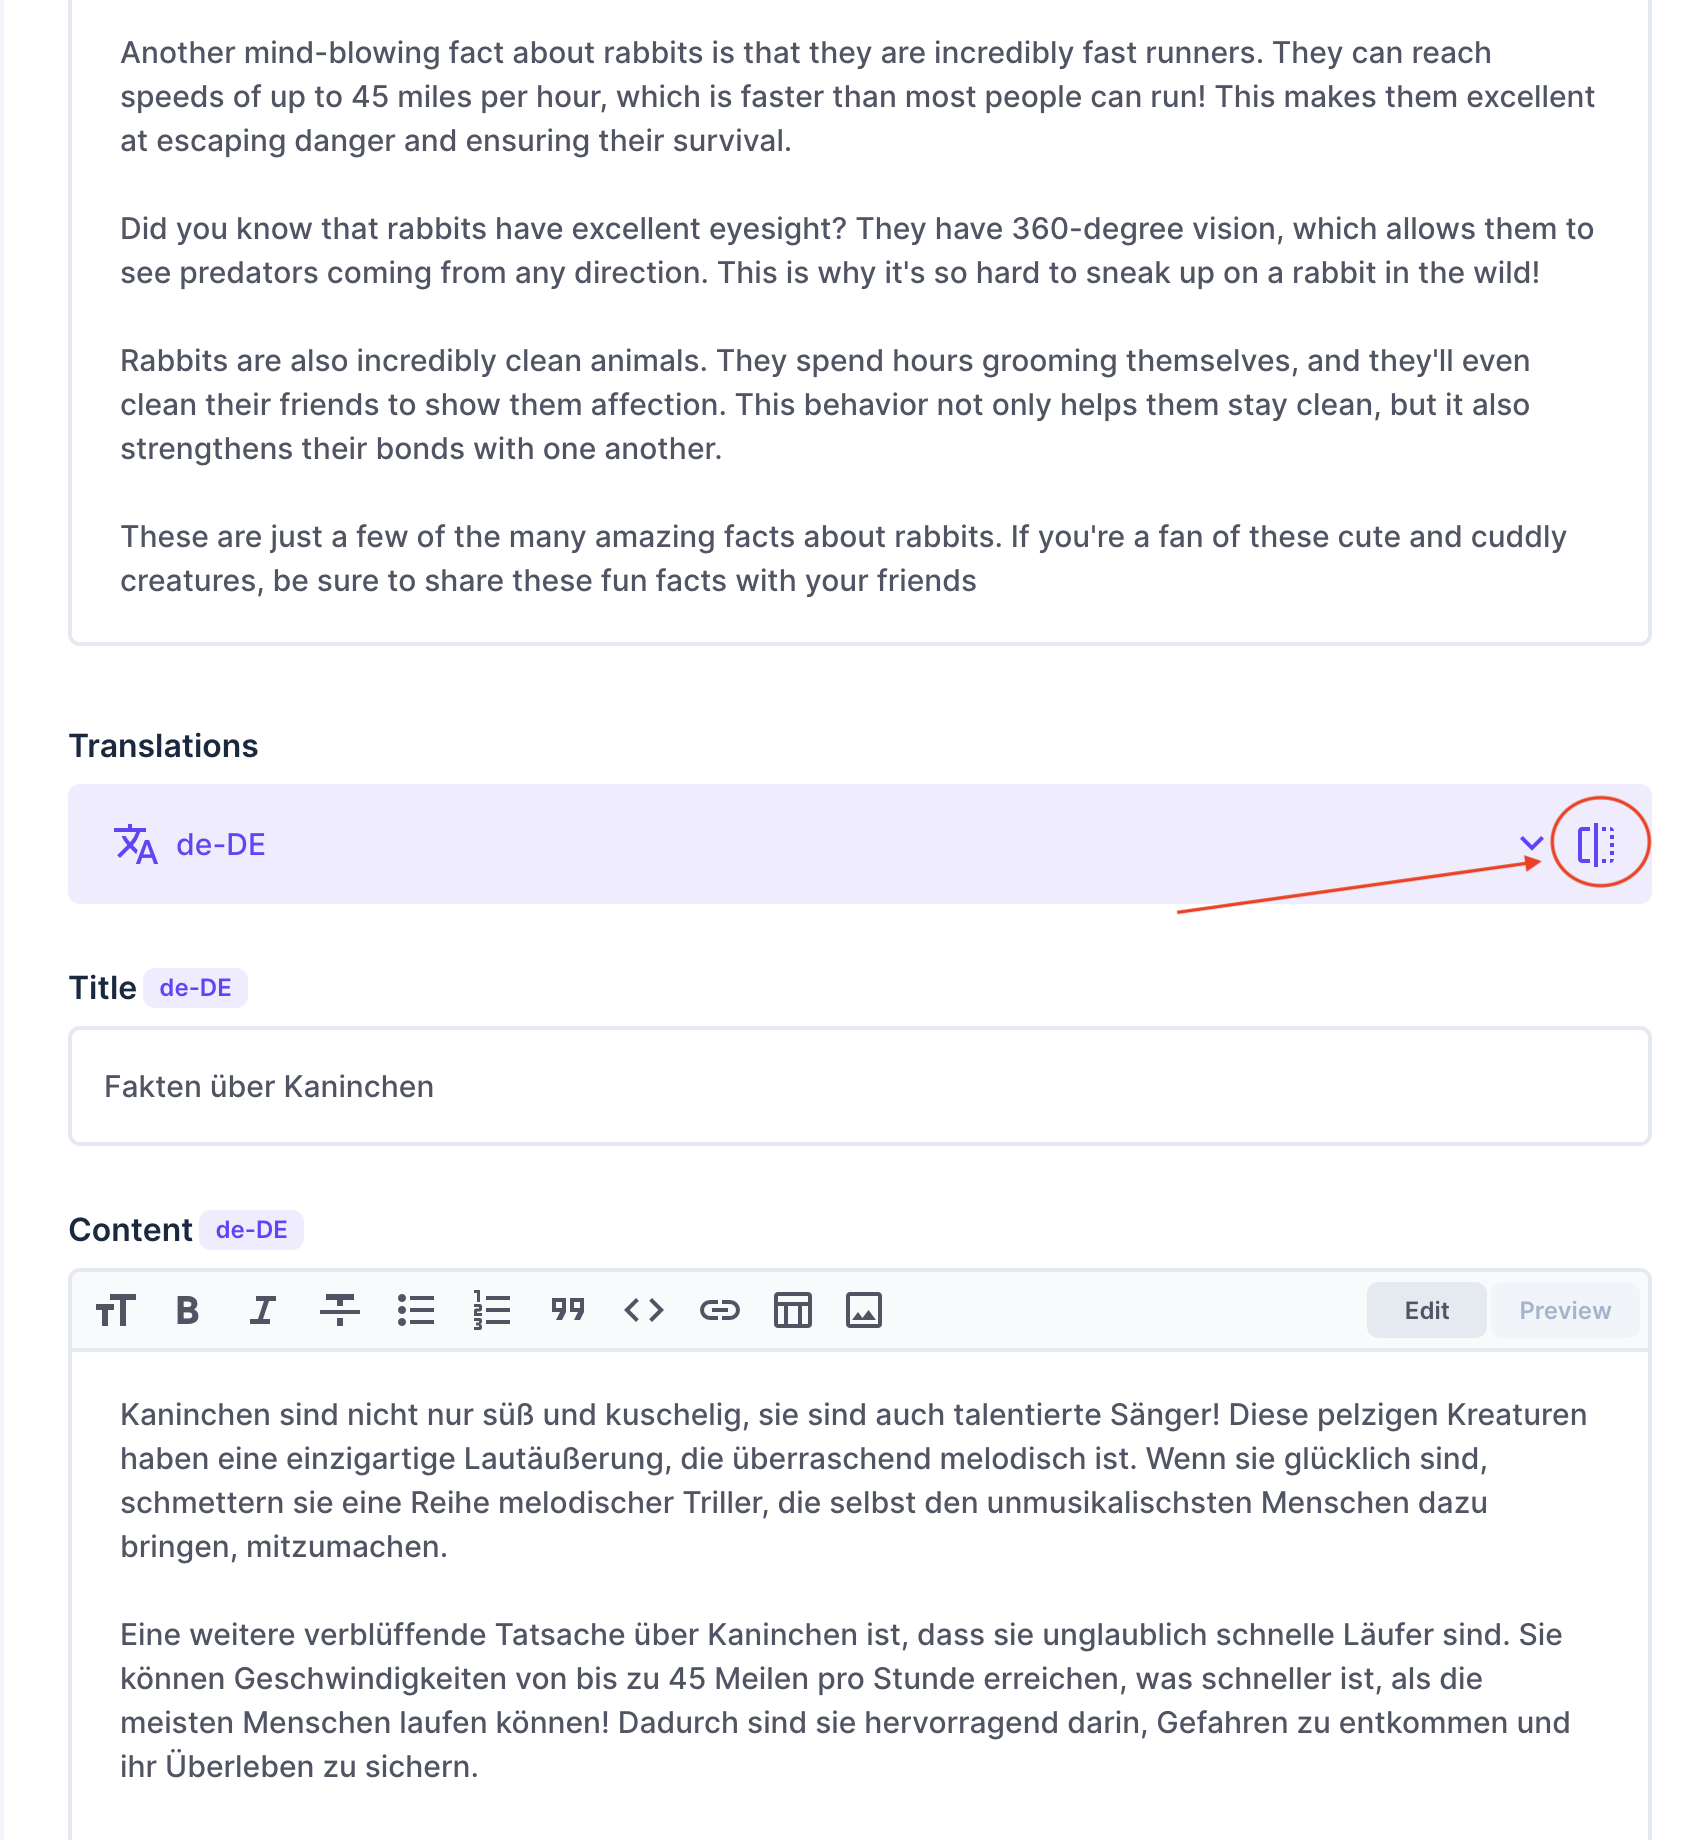 Another mind-blowing fact about rabbits is that they are incredibly fast runners. They can reach
speeds of up to 45 miles per hour, which is faster than most people can run! This makes them excellent
at escaping danger and ensuring their survival.
Did you know that rabbits have excellent eyesight? They have 360-degree vision, which allows them to
see predators coming from any direction. This is why it's so hard to sneak up on a rabbit in the wild!
Rabbits are also incredibly clean animals. They spend hours grooming themselves, and they'll even
clean their friends to show them affection. This behavior not only helps them stay clean, but it also
strengthens their bonds with one another.
These are just a few of the many amazing facts about rabbits. If you're a fan of these cute and cuddly
creatures, be sure to share these fun facts with your friends
Translations
de-DE
Title de-DE
Fakten über Kaninchen
Content de-DE
Edit Preview
Kaninchen sind nicht nur süß und kuschelig, sie sind auch talentierte Sänger! Diese pelzigen Kreaturen
haben eine einzigartige Lautäußerung, die überraschend melodisch ist. Wenn sie glücklich sind,
schmettern sie eine Reihe melodischer Triller, die selbst den unmusikalischsten Menschen dazu
bringen, mitzumachen.
Eine weitere verblüffende Tatsache über Kaninchen ist, dass sie unglaublich schnelle Läufer sind. Sie
können Geschwindigkeiten von bis zu 45 Meilen pro Stunde erreichen, was schneller ist, als die
meisten Menschen laufen können! Dadurch sind sie hervorragend darin, Gefahren zu entkommen und
ihr Überleben zu sichern.